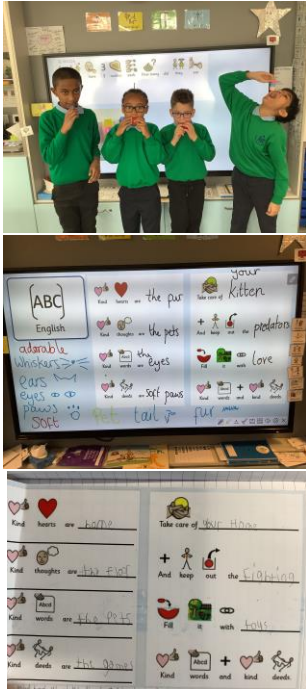 ABC
English
adorable
whiskers
ears
eyes
paws
soft
Kind hearts are the fur
Kind thoughts are the pets
Kind words the eyes
Kind deeds are soft paws
Pet tail fur
your
Take care of kitten
+ And keep out the predators
Fill it with love
Kind words + and kind deeds
Kind hearts are home
Kind thoughts are the floor
Kind words are the pets
Kind deeds are the games
Take care of your Home
+ And keep out the fighting
Fill it with toys
Kind words + and kind deeds